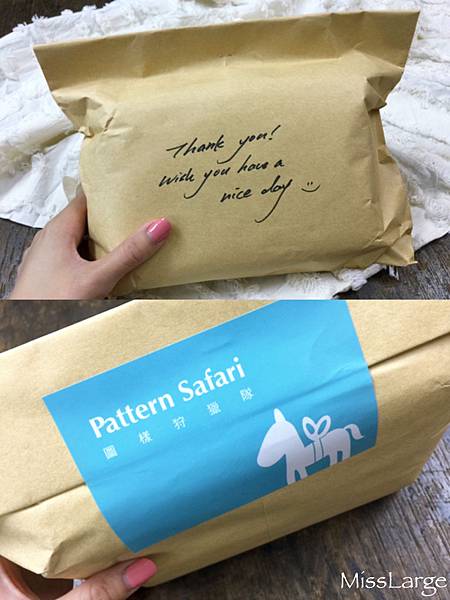 Thank you!
wish you have a
nice day :)
Pattern Safari
圖樣狩獵隊
MissLarge